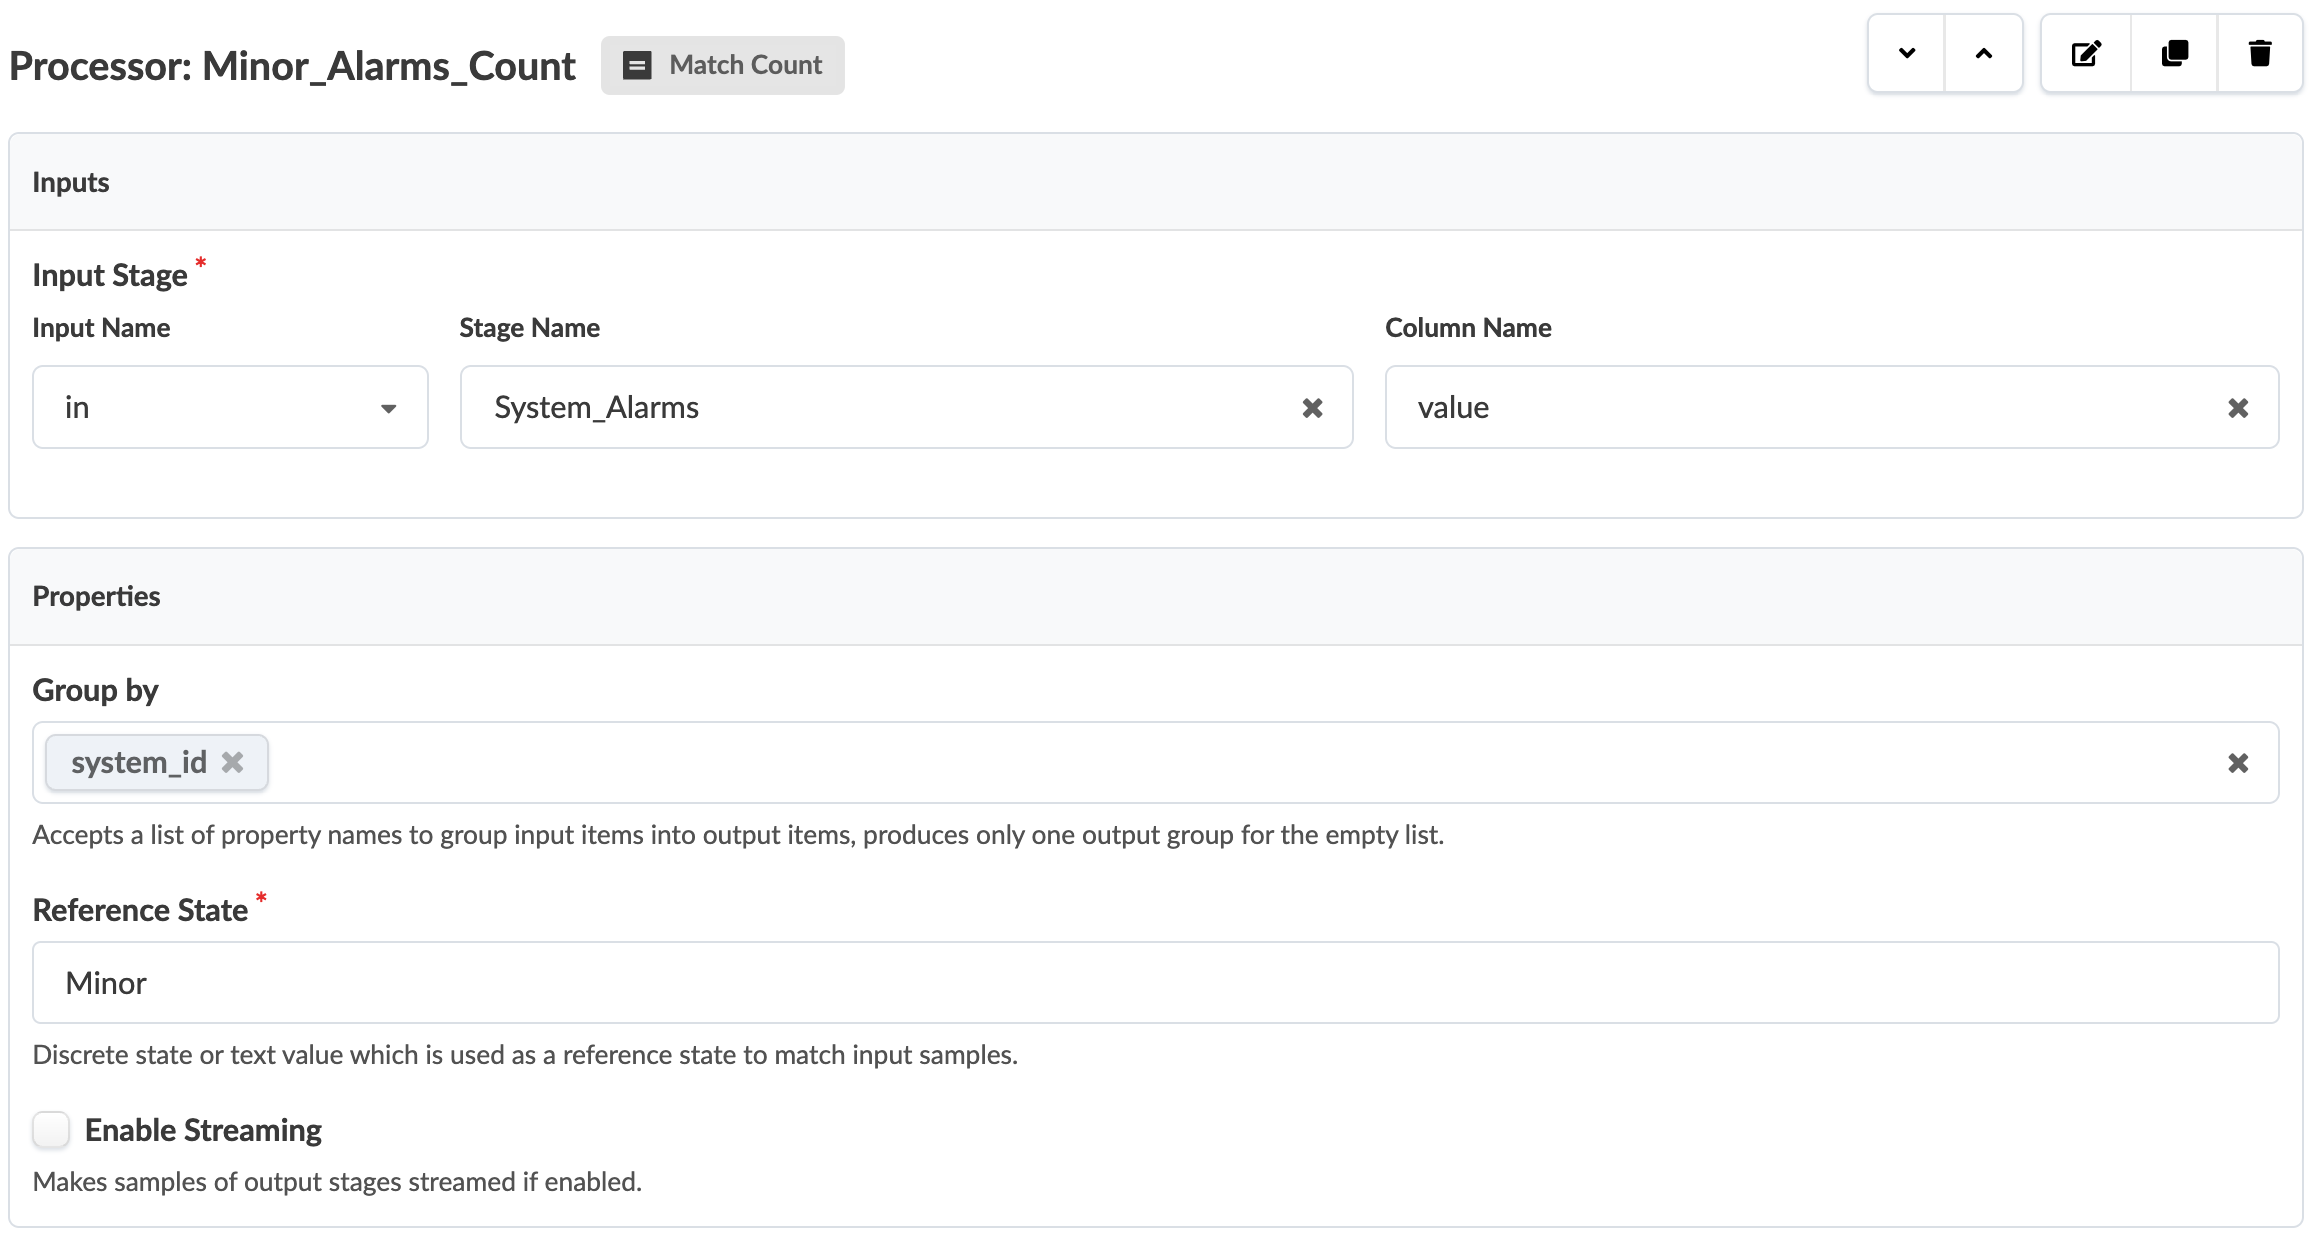 Processor: Minor_Alarms_Count Match Count
Inputs
Input Stage *
Input Name Stage Name Column Name
in System_Alarms value
Properties
Group by
system_id
Accepts a list of property names to group input items into output items, produces only one output group for the empty list.
Reference State *
Minor
Discrete state or text value which is used as a reference state to match input samples.
Enable Streaming
Makes samples of output stages streamed if enabled.